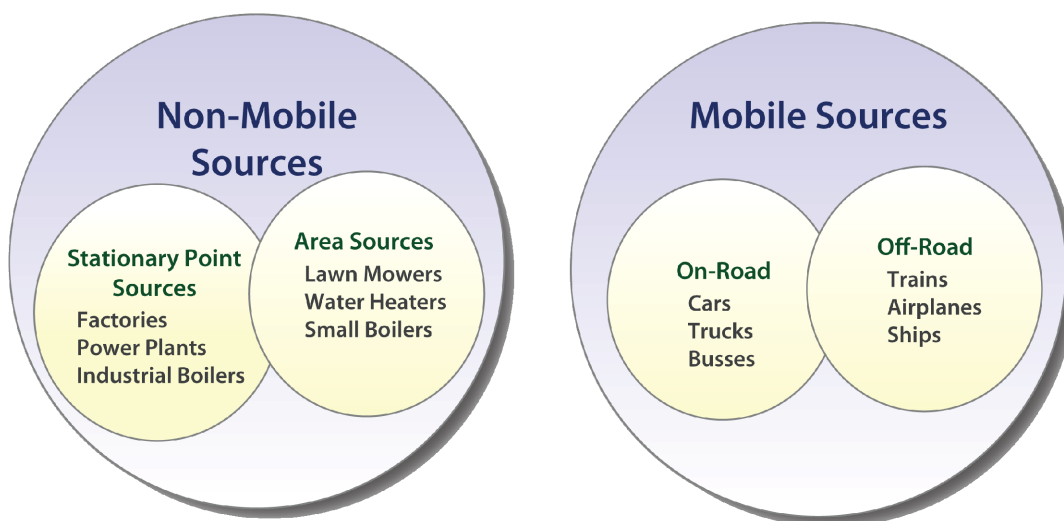 Non-Mobile
Sources
Stationary Point
Sources
Factories
Power Plants
Industrial Boilers
Area Sources
Lawn Mowers
Water Heaters
Small Boilers
Mobile Sources
On-Road
Cars
Trucks
Busses
Off-Road
Trains
Airplanes
Ships